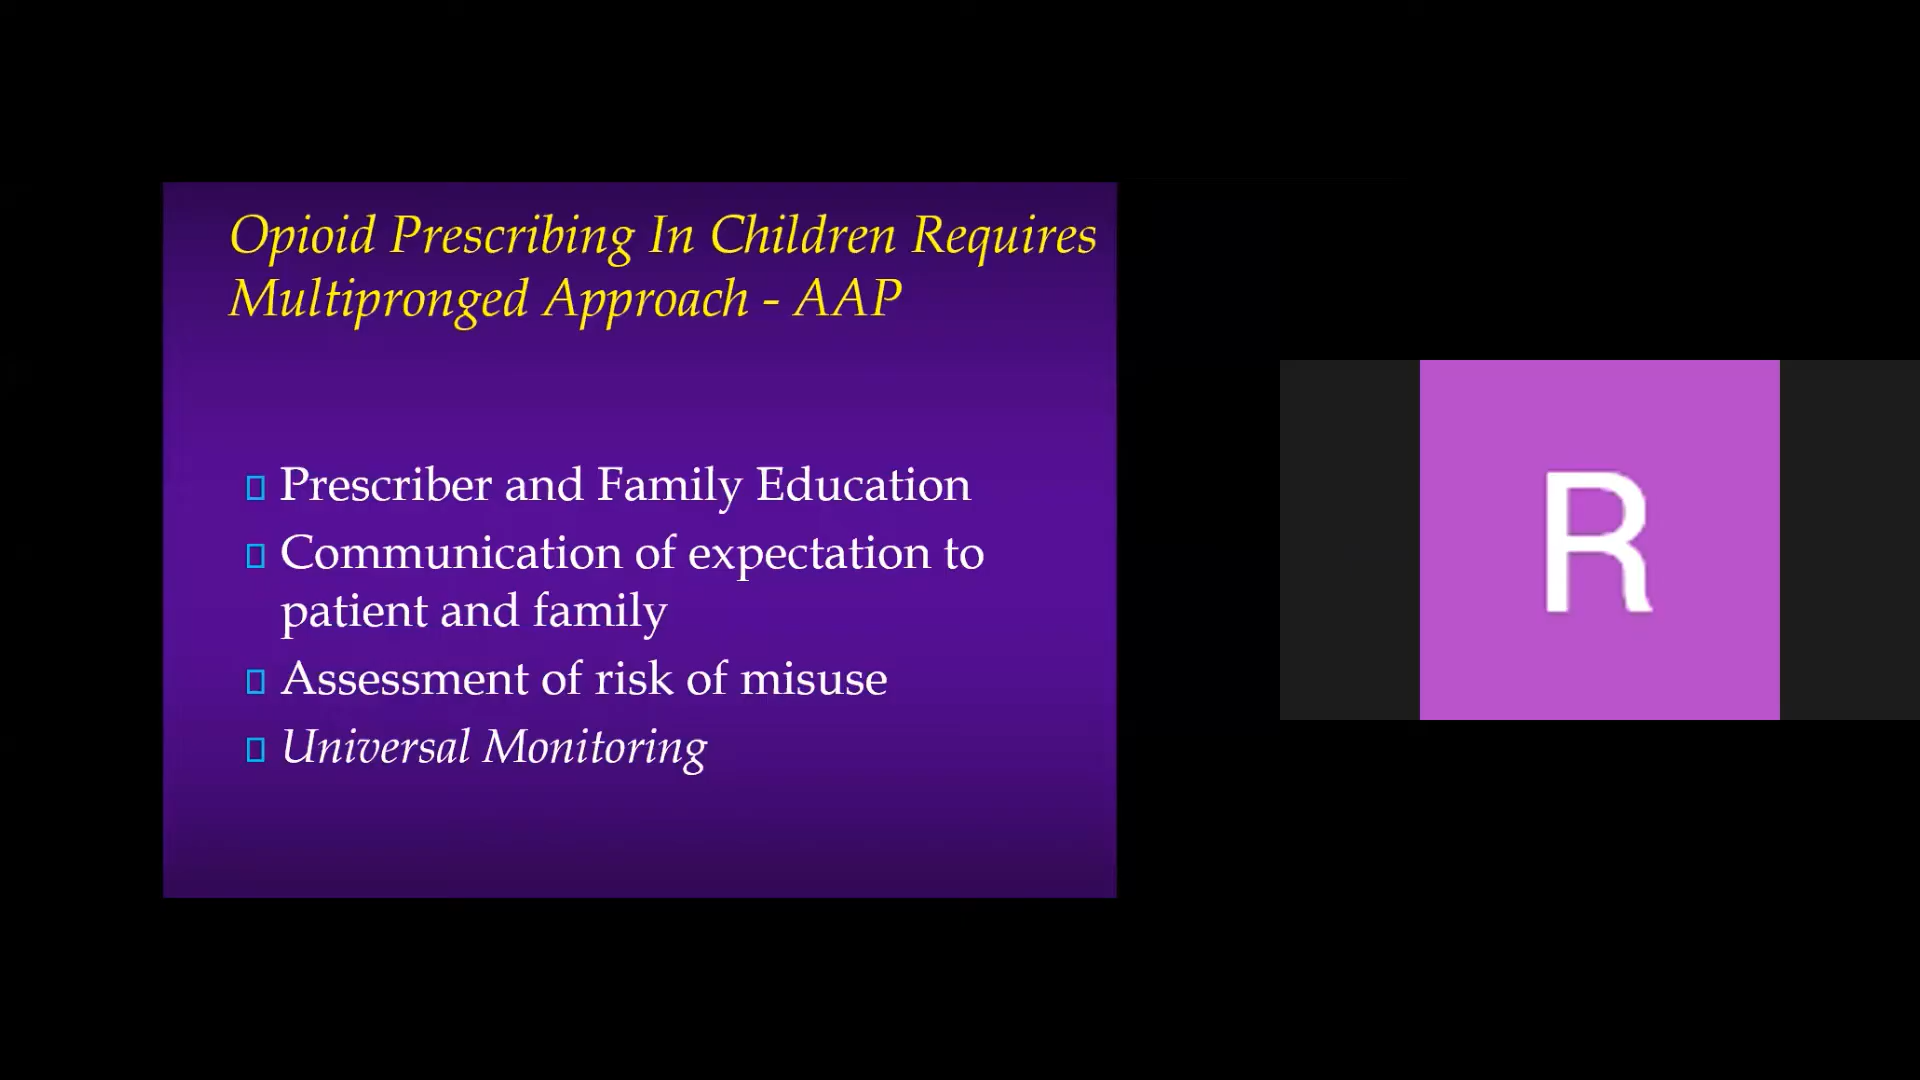 Opioid Prescribing In Children Requires
Multipronged Approach - AAP
Prescriber and Family Education
Communication of expectation to
patient and family
Assessment of risk of misuse
Universal Monitoring
R